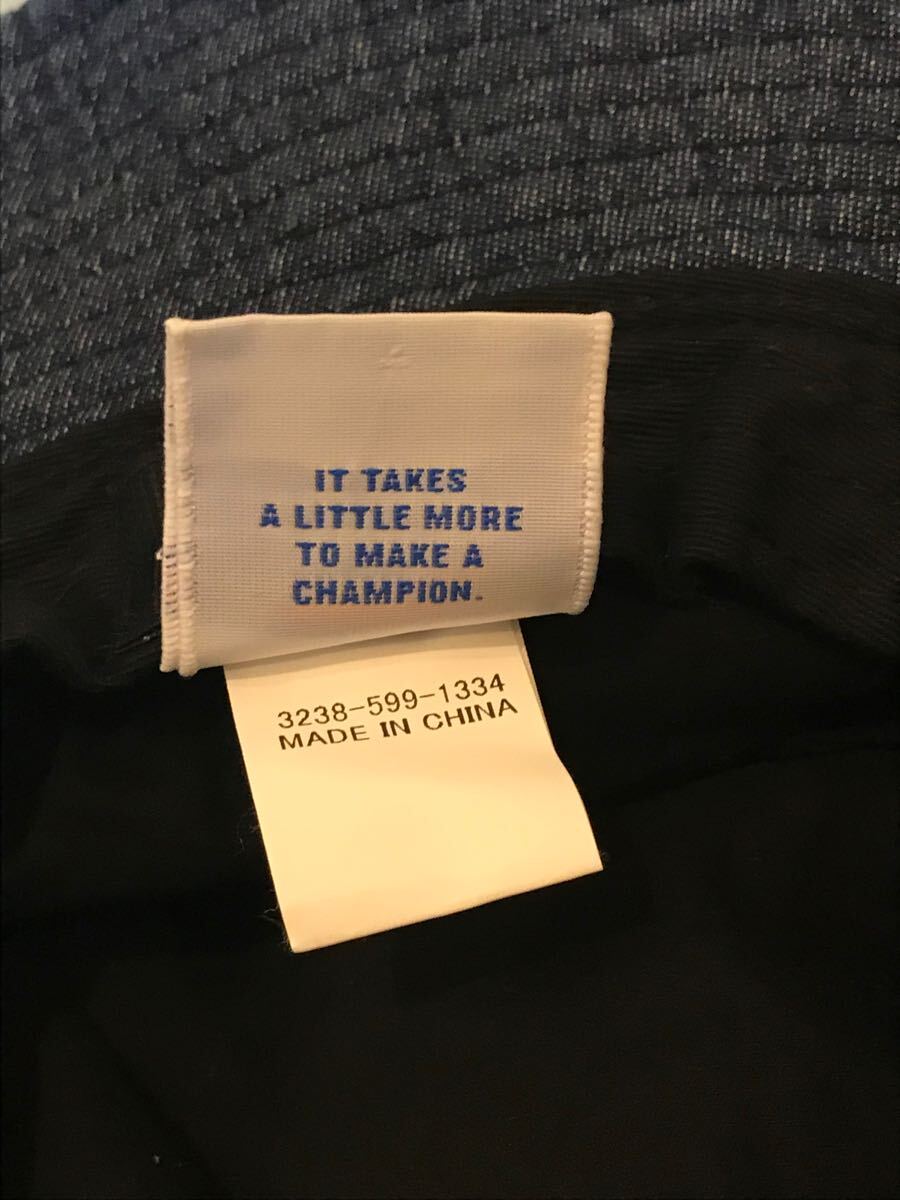 IT TAKES
A LITTLE MORE
TO MAKE A
CHAMPION.
3238-599-1334
MADE IN CHINA